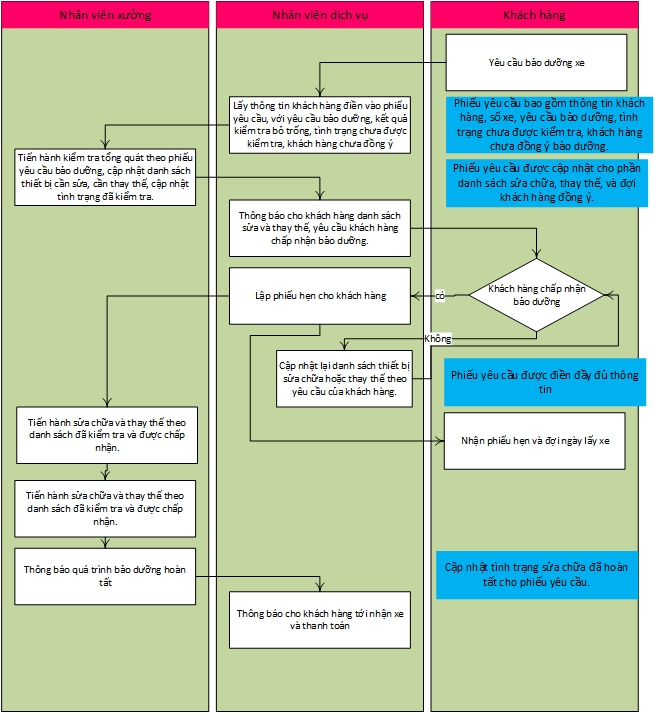 Nhân viên xưởng
Nhân viên dịch vụ
Khách hàng
Yêu cầu bảo dưỡng xe
Lấy thông tin khách hàng điền vào phiếu
yêu cầu, với yêu cầu bảo dưỡng, kết quả
kiểm tra bỏ trống, tình trạng chưa được
kiểm tra, khách hàng chưa đồng ý
Phiếu yêu cầu bao gồm thông tin khách
hàng, số xe, yêu cầu bảo dưỡng, tình
trạng chưa được kiểm tra, khách hàng
chưa đồng ý bảo dưỡng.
Tiến hành kiểm tra tổng quát theo phiếu
yêu cầu bảo dưỡng, cập nhật danh sách
thiết bị cần sửa, cần thay thế, cập nhật
tình trạng đã kiểm tra.
Phiếu yêu cầu được cập nhật cho phần
danh sách sửa chữa, thay thế, và đợi
khách hàng đồng ý.
Thông báo cho khách hàng danh sách
sửa và thay thế, yêu cầu khách hàng
chấp nhận bảo dưỡng.
Khách hàng chấp nhận
bảo dưỡng
có
Lập phiếu hẹn cho khách hàng
Không
Cập nhật lại danh sách thiết bị
sửa chữa hoặc thay thế theo
yêu cầu của khách hàng.
Phiếu yêu cầu được điền đầy đủ thông
tin
Tiến hành sửa chữa và thay thế theo
danh sách đã kiểm tra và được chấp
nhận.
Nhận phiếu hẹn và đợi ngày lấy xe
Tiến hành sửa chữa và thay thế theo
danh sách đã kiểm tra và được chấp
nhận.
Thông báo quá trình bảo dưỡng hoàn
tất
Cập nhật tình trạng sửa chữa đã hoàn
tất cho phiếu yêu cầu.
Thông báo cho khách hàng tới nhận xe
và thanh toán